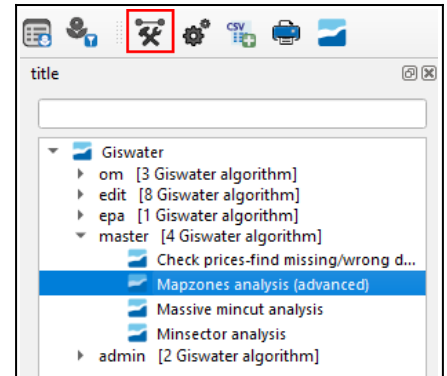 CSV
title
Giswater
om [3 Giswater algorithm]
edit [8 Giswater algorithm]
epa [1 Giswater algorithm]
master [4 Giswater algorithm]
Check prices-find missing/wrong d...
Mapzones analysis (advanced)
Massive mincut analysis
Minsector analysis
admin [2 Giswater algorithm]